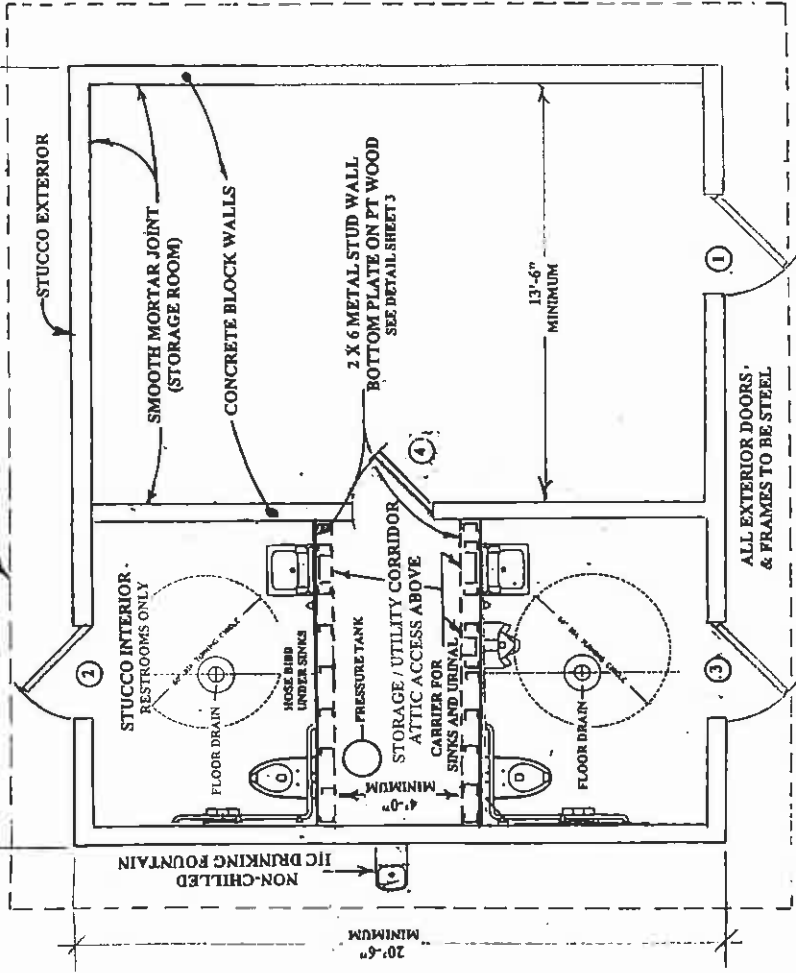 STUCCO EXTERIOR
SMOOTH MORTAR JOINT
(STORAGE ROOM)
CONCRETE BLOCK WALLS
2 X 6 METAL STUD WALL
BOTTOM PLATE ON PT WOOD
SEE DETAIL SHEET 3
13'-6"
MINIMUM
1
4
2
STUCCO INTERIOR -
RESTROOMS ONLY
FLOOR DRAIN
HOSE BIBB
UNDER SINKS
PRESSURE TANK
STORAGE / UTILITY CORRIDOR
ATTIC ACCESS ABOVE
CARRIER FOR
SINKS AND URINAL
4'-0"
MINIMUM
FLOOR DRAIN
3
ALL EXTERIOR DOORS
& FRAMES TO BE STEEL
NON-CHILLED
HC DRINKING FOUNTAIN
20'-6"
MINIMUM